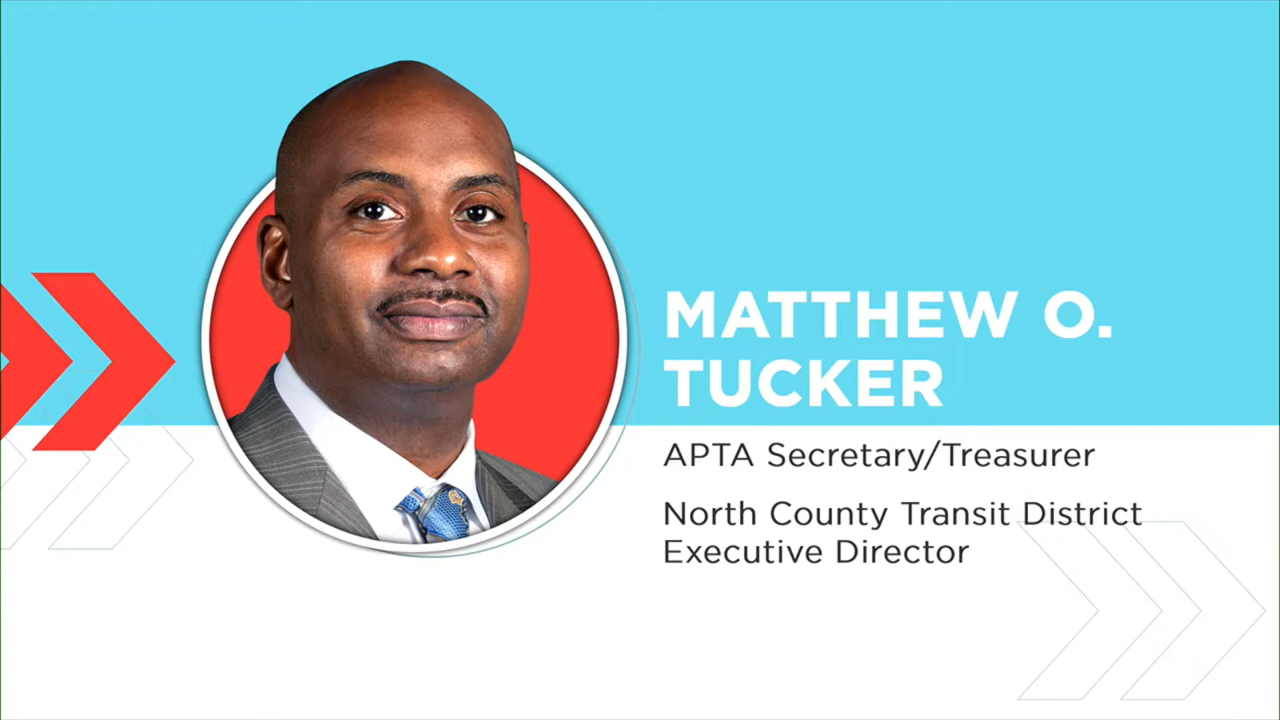 MATTHEW O.
TUCKER
APTA Secretary/Treasurer
North County Transit District
Executive Director